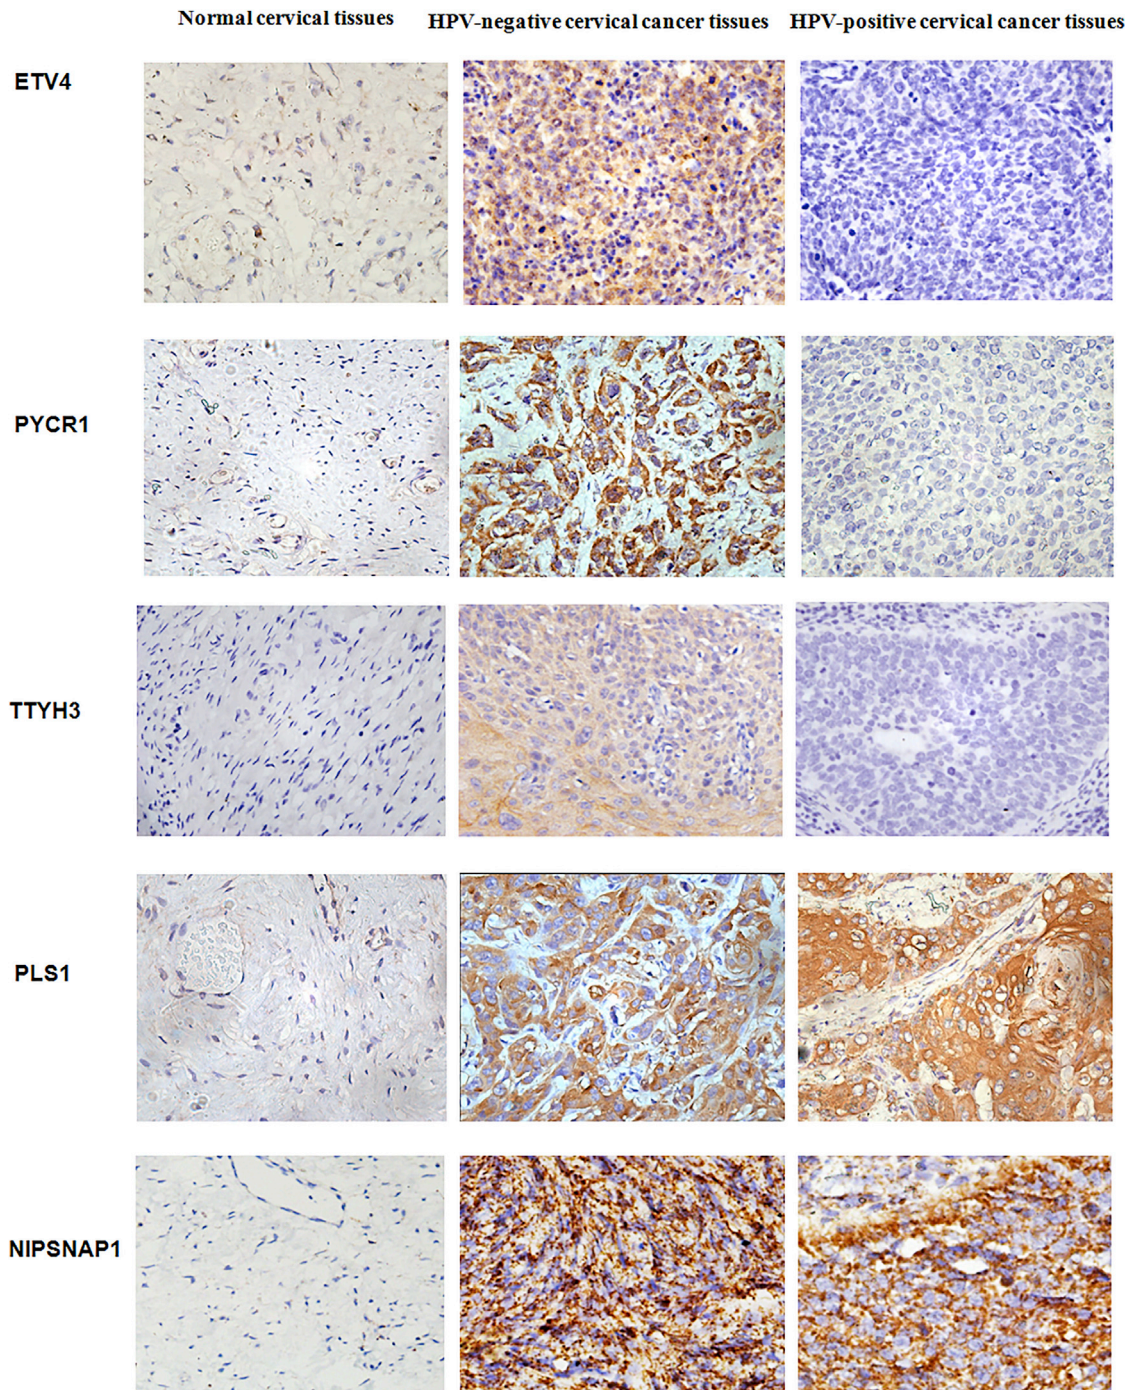 Normal cervical tissues
HPV-negative cervical cancer tissues
HPV-positive cervical cancer tissues
ETV4
PYCR1
TTYH3
PLS1
NIPSNAP1